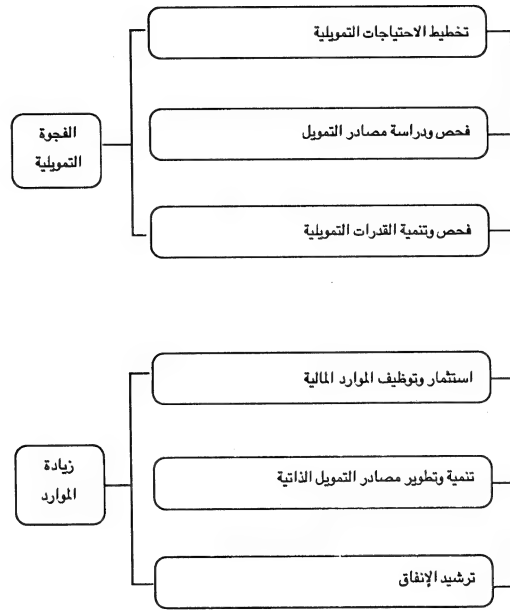 تخطيط الاحتياجات التمويلية
فحص ودراسة مصادر التمويل
فحص وتنمية القدرات التمويلية
الفجوة
التمويلية
استثمار وتوظيف الموارد المالية
تنمية وتطوير مصادر التمويل الذاتية
ترشيد الإنفاق
زيادة
الموارد